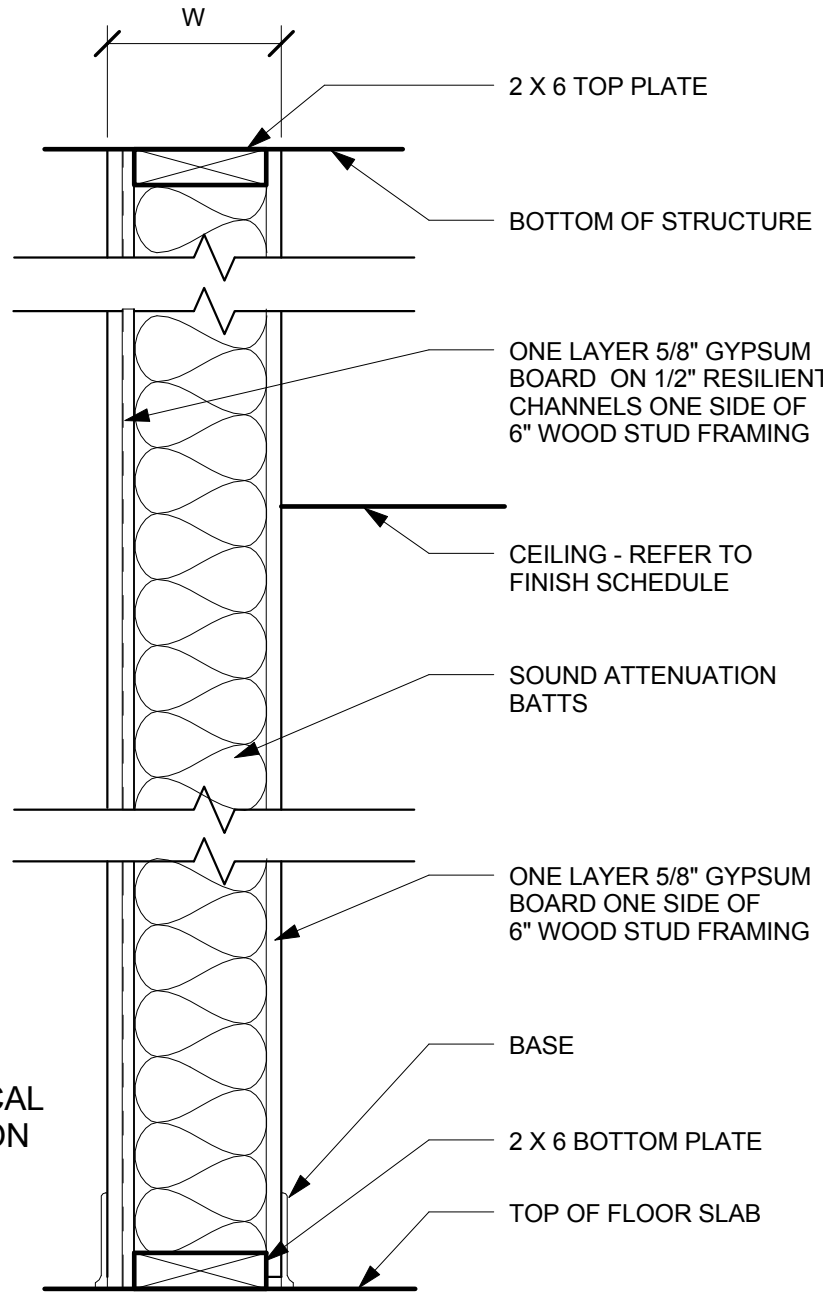 W
2 X 6 TOP PLATE
BOTTOM OF STRUCTURE
ONE LAYER 5/8" GYPSUM
BOARD ON 1/2" RESILIENT
CHANNELS ONE SIDE OF
6" WOOD STUD FRAMING
CEILING - REFER TO
FINISH SCHEDULE
SOUND ATTENUATION
BATTS
ONE LAYER 5/8" GYPSUM
BOARD ONE SIDE OF
6" WOOD STUD FRAMING
BASE
CAL
ON
2 X 6 BOTTOM PLATE
TOP OF FLOOR SLAB